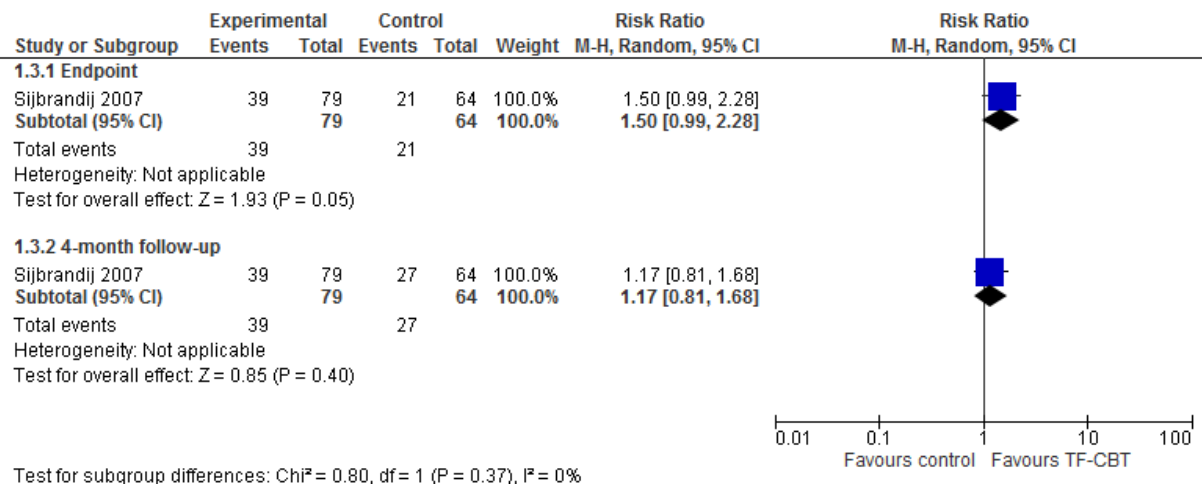 Experimental Control Risk Ratio Risk Ratio
Study or Subgroup Events Total Events Total Weight M-H, Random, 95% CI M-H, Random, 95% CI
1.3.1 Endpoint
Sijbrandij 2007 39 79 21 64 100.0% 1.50 [0.99, 2.28]
Subtotal (95% CI) 79 64 100.0% 1.50 [0.99, 2.28]
Total events 39 21
Heterogeneity: Not applicable
Test for overall effect: Z = 1.93 (P = 0.05)
1.3.2 4-month follow-up
Sijbrandij 2007 39 79 27 64 100.0% 1.17 [0.81, 1.68]
Subtotal (95% CI) 79 64 100.0% 1.17 [0.81, 1.68]
Total events 39 27
Heterogeneity: Not applicable
Test for overall effect: Z = 0.85 (P = 0.40)
0.01 0.1 1 10 100
Favours control Favours TF-CBT
Test for subgroup differences: Chi² = 0.80, df = 1 (P = 0.37), I² = 0%